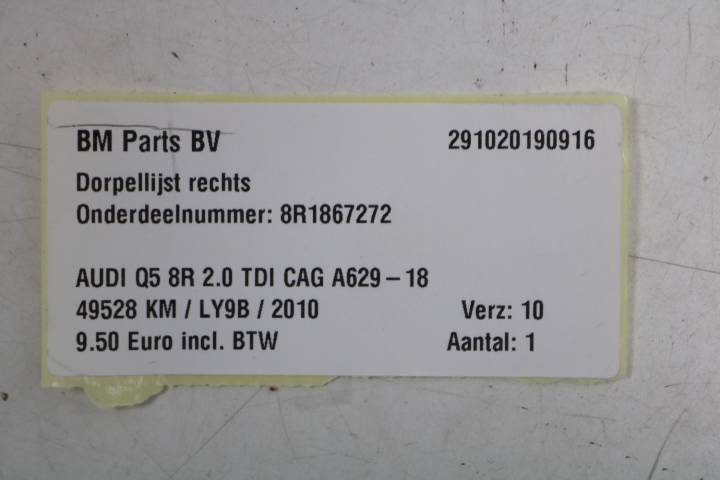 BM Parts BV 291020190916
Dorpellijst rechts
Onderdeelnummer: 8R1867272
AUDI Q5 8R 2.0 TDI CAG A629-18
49528 KM / LY9B / 2010 Verz: 10
9.50 Euro incl. BTW Aantal: 1